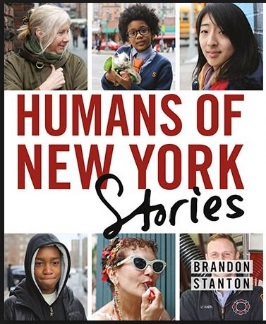 HUMANS OF
NEW YORK
Stories
BRANDON
STANTON